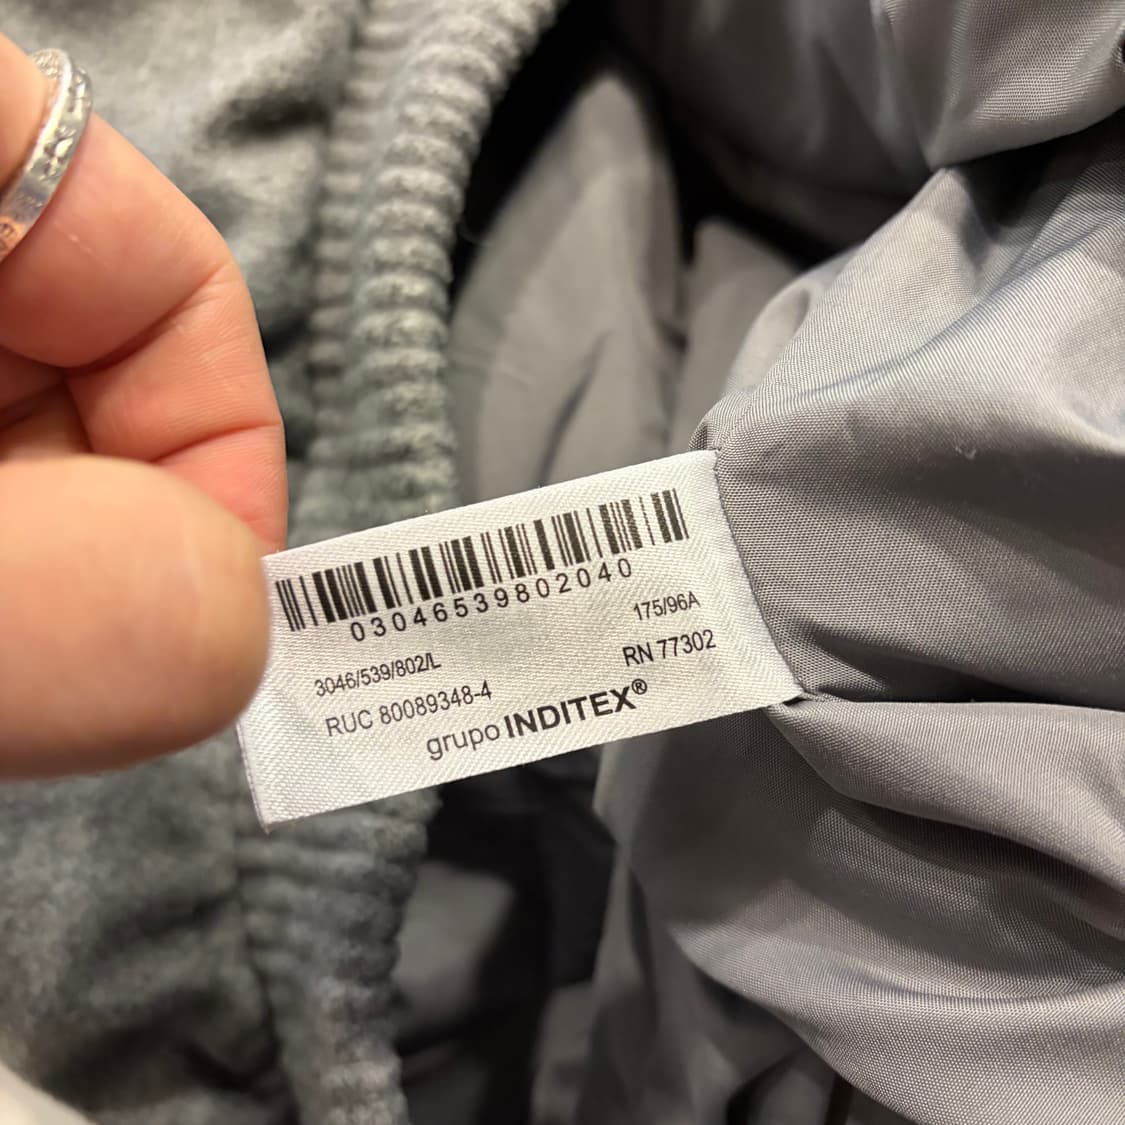 03046539802040
175/96A
3046/539/802/L
RN 77302
RUC 80089348-4
grupo INDITEX®